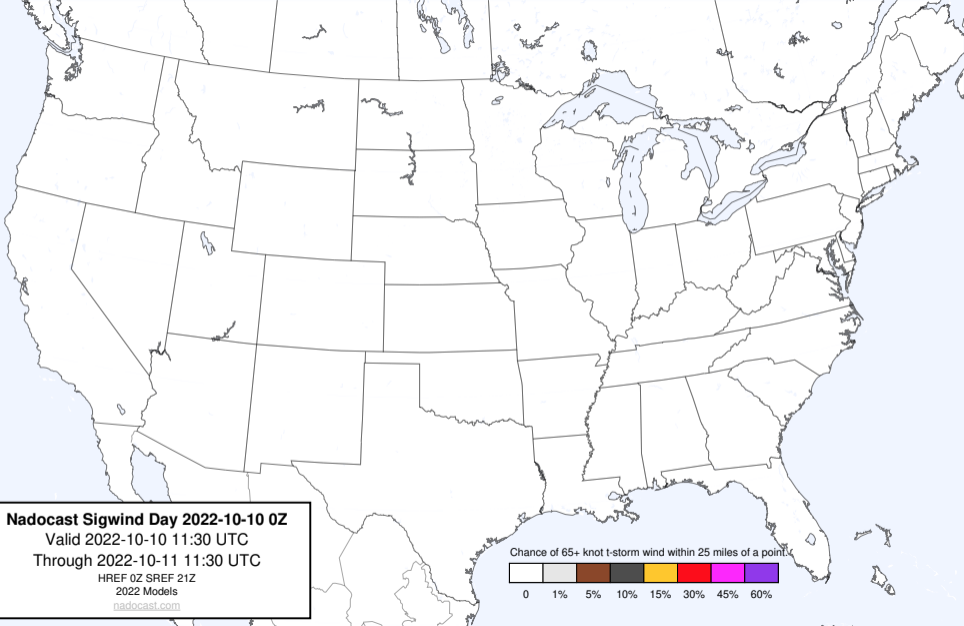 Nadocast Sigwind Day 2022-10-10 0Z
Valid 2022-10-10 11:30 UTC
Through 2022-10-11 11:30 UTC
HREF 0Z SREF 21Z
2022 Models
nadocast.com
Chance of 65+ knot t-storm wind within 25 miles of a point.
0 1% 5% 10% 15% 30% 45% 60%